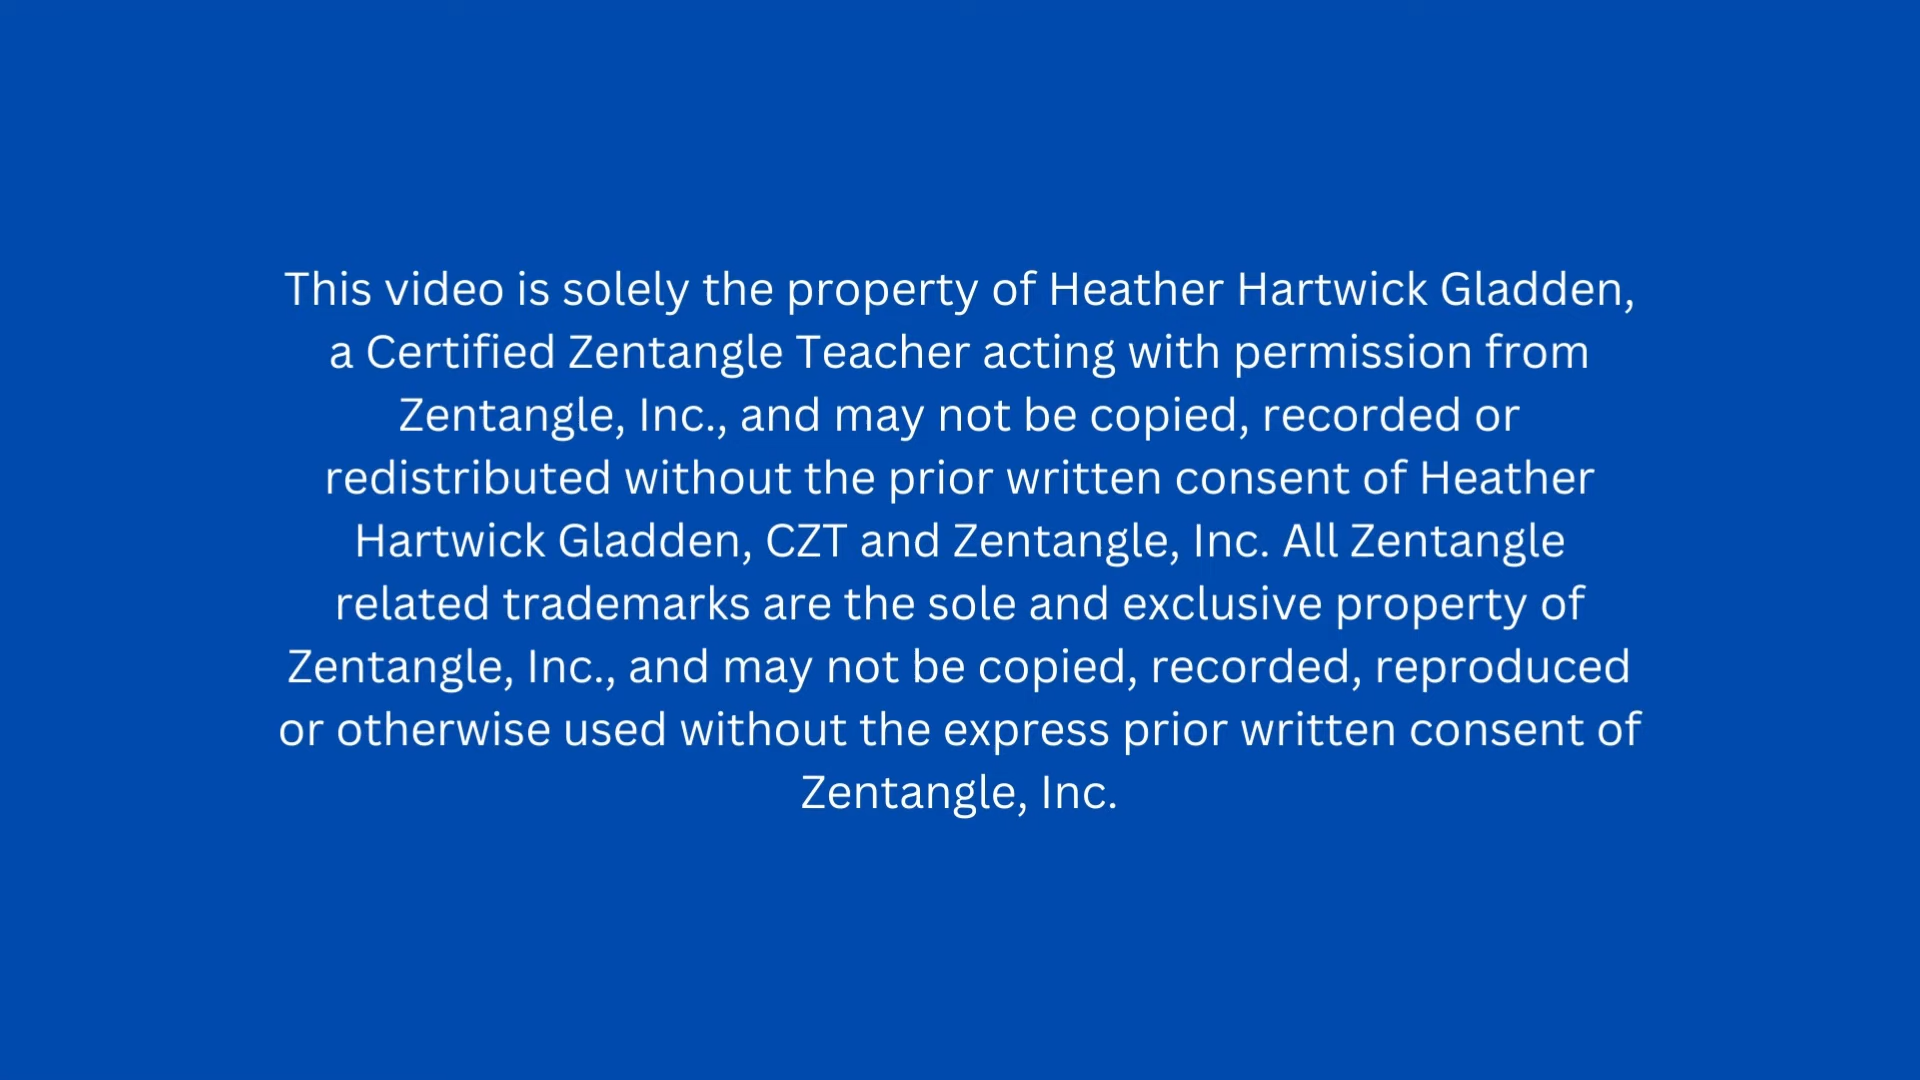 This video is solely the property of Heather Hartwick Gladden,
a Certified Zentangle Teacher acting with permission from
Zentangle, Inc., and may not be copied, recorded or
redistributed without the prior written consent of Heather
Hartwick Gladden, CZT and Zentangle, Inc. All Zentangle
related trademarks are the sole and exclusive property of
Zentangle, Inc., and may not be copied, recorded, reproduced
or otherwise used without the express prior written consent of
Zentangle, Inc.